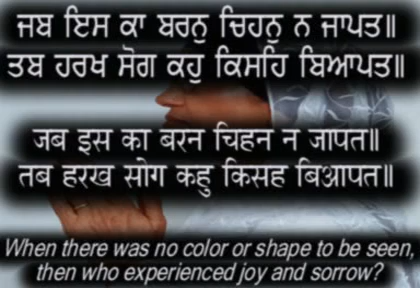 ਜਬ ਇਸ ਕਾ ਬਰਨੁ ਚਿਹਨੁ ਨ ਜਾਪਤ॥
ਤਬ ਹਰਖ ਸੋਗ ਕਹੁ ਕਿਸਹਿ ਬਿਆਪਤ॥
जब इस का बरन चिहन न जापत॥
तब हरख सोग कहु किसह बिआपत॥
When there was no color or shape to be seen,
then who experienced joy and sorrow?